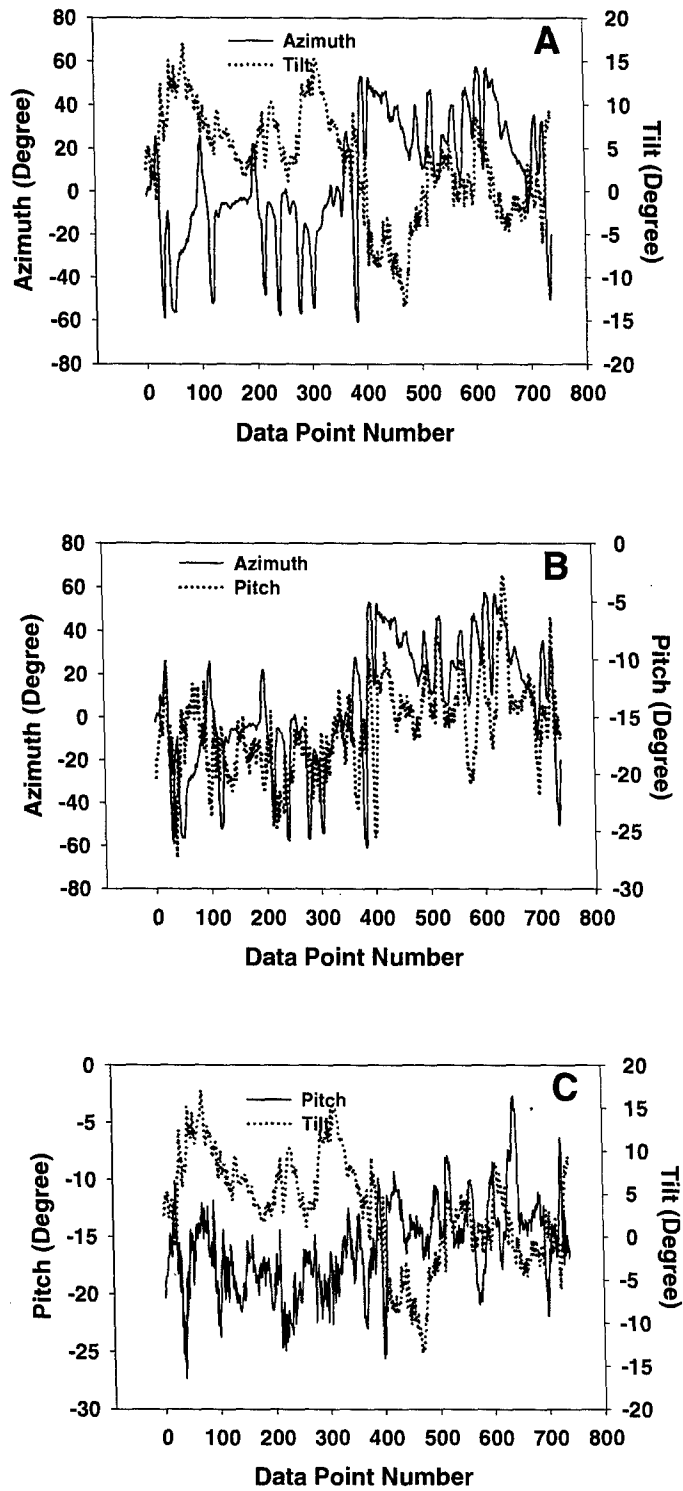 A
Azimuth
Tilt
80
60
40
20
0
-20
-40
-60
-80
Azimuth (Degree)
20
15
10
5
0
-5
-10
-15
-20
Tilt (Degree)
0 100 200 300 400 500 600 700 800
Data Point Number
B
Azimuth
Pitch
80
60
40
20
0
-20
-40
-60
-80
Azimuth (Degree)
0
-5
-10
-15
-20
-25
-30
Pitch (Degree)
0 100 200 300 400 500 600 700 800
Data Point Number
C
Pitch
Tilt
0
-5
-10
-15
-20
-25
-30
Pitch (Degree)
20
15
10
5
0
-5
-10
-15
-20
Tilt (Degree)
0 100 200 300 400 500 600 700 800
Data Point Number